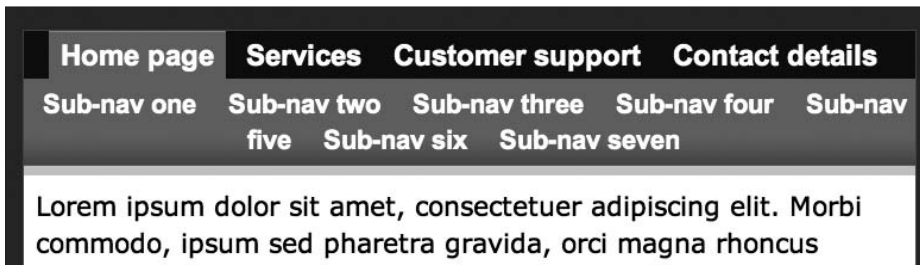 Home page Services Customer support Contact details
Sub-nav one Sub-nav two Sub-nav three Sub-nav four Sub-nav
five Sub-nav six Sub-nav seven
Lorem ipsum dolor sit amet, consectetuer adipiscing elit. Morbi
commodo, ipsum sed pharetra gravida, orci magna rhoncus